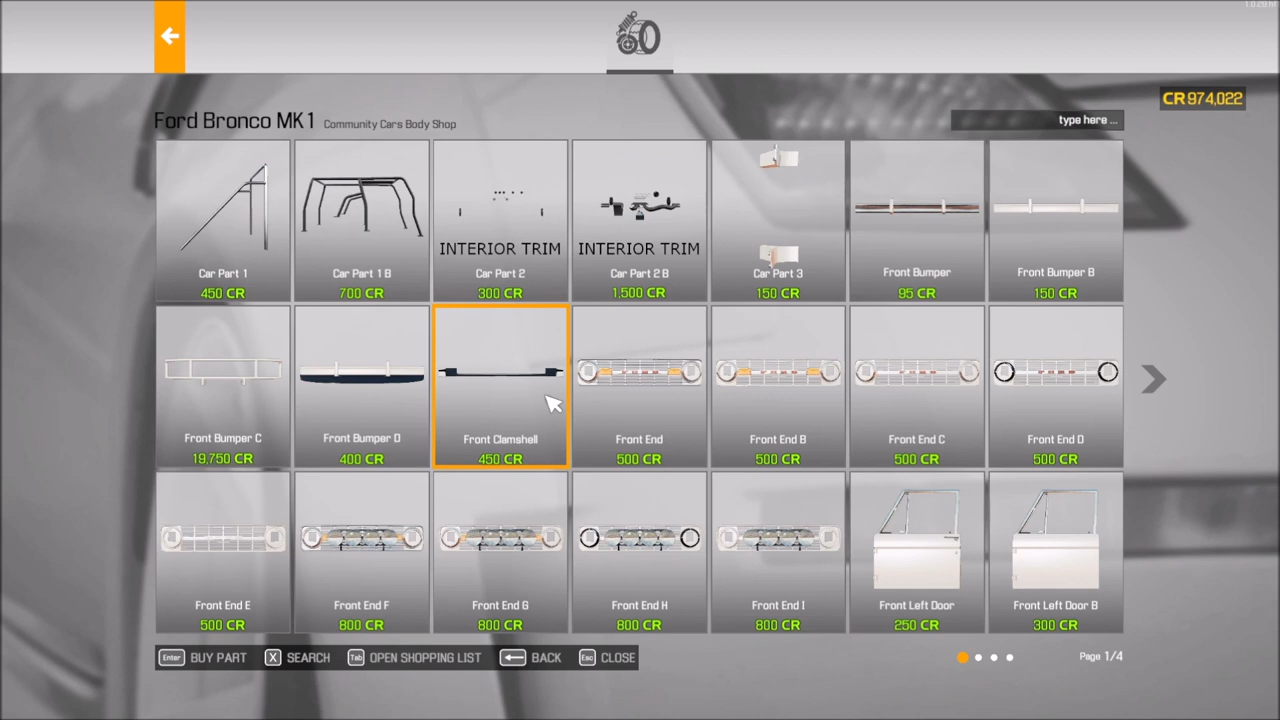 CR974,022
Ford Bronco MK1 Community Cars Body Shop
type here ...
INTERIOR TRIM INTERIOR TRIM
Car Part 1 Car Part 1 B Car Part 2 Car Part 2 B Car Part 3 Front Bumper Front Bumper B
450 CR 700 CR 300 CR 1,500 CR 150 CR 95 CR 150 CR
Front Bumper C Front Bumper D Front Clamshell Front End Front End B Front End C Front End D
19,750 CR 400 CR 450 CR 500 CR 500 CR 500 CR 500 CR
Front End E Front End F Front End G Front End H Front End I Front Left Door Front Left Door B
500 CR 800 CR 800 CR 800 CR 800 CR 250 CR 300 CR
Enter BUY PART X SEARCH Tab OPEN SHOPPING LIST BACK Esc CLOSE
Page 1/4